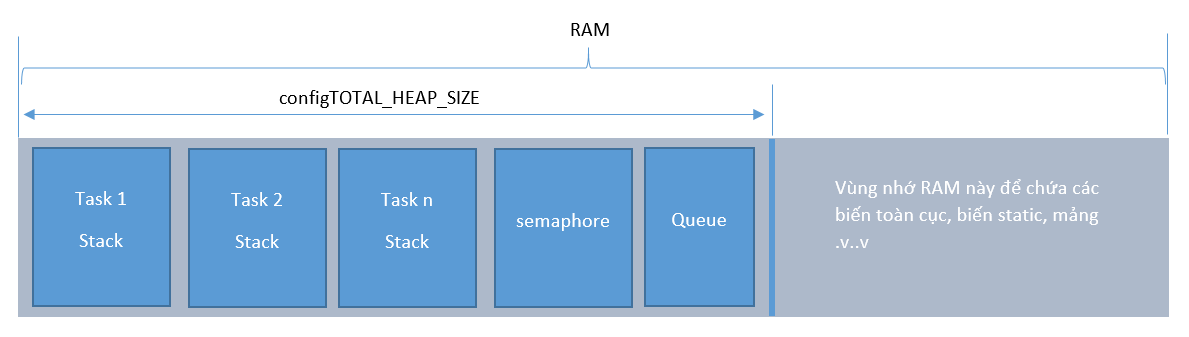 RAM
configTOTAL_HEAP_SIZE
Task 1
Stack
Task 2
Stack
Task n
Stack
semaphore
Queue
Vùng nhớ RAM này để chứa các
biến toàn cục, biến static, mảng
.v..v